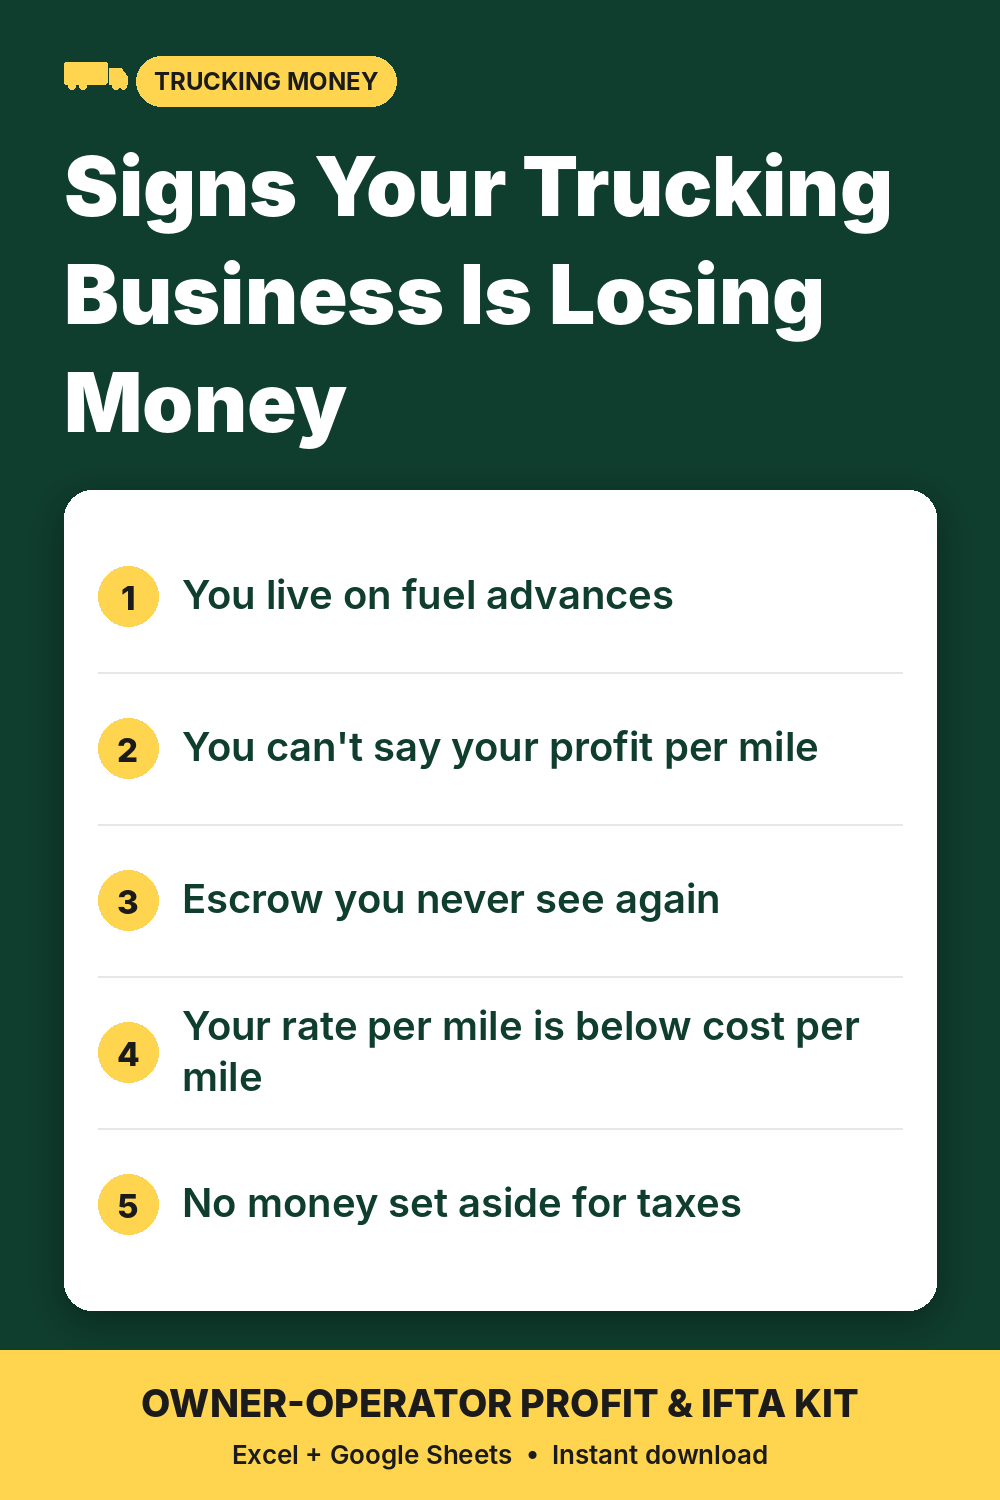 TRUCKING MONEY
Signs Your Trucking
Business Is Losing
Money
1 You live on fuel advances
2 You can't say your profit per mile
3 Escrow you never see again
4 Your rate per mile is below cost per
mile
5 No money set aside for taxes
OWNER-OPERATOR PROFIT & IFTA KIT
Excel + Google Sheets • Instant download